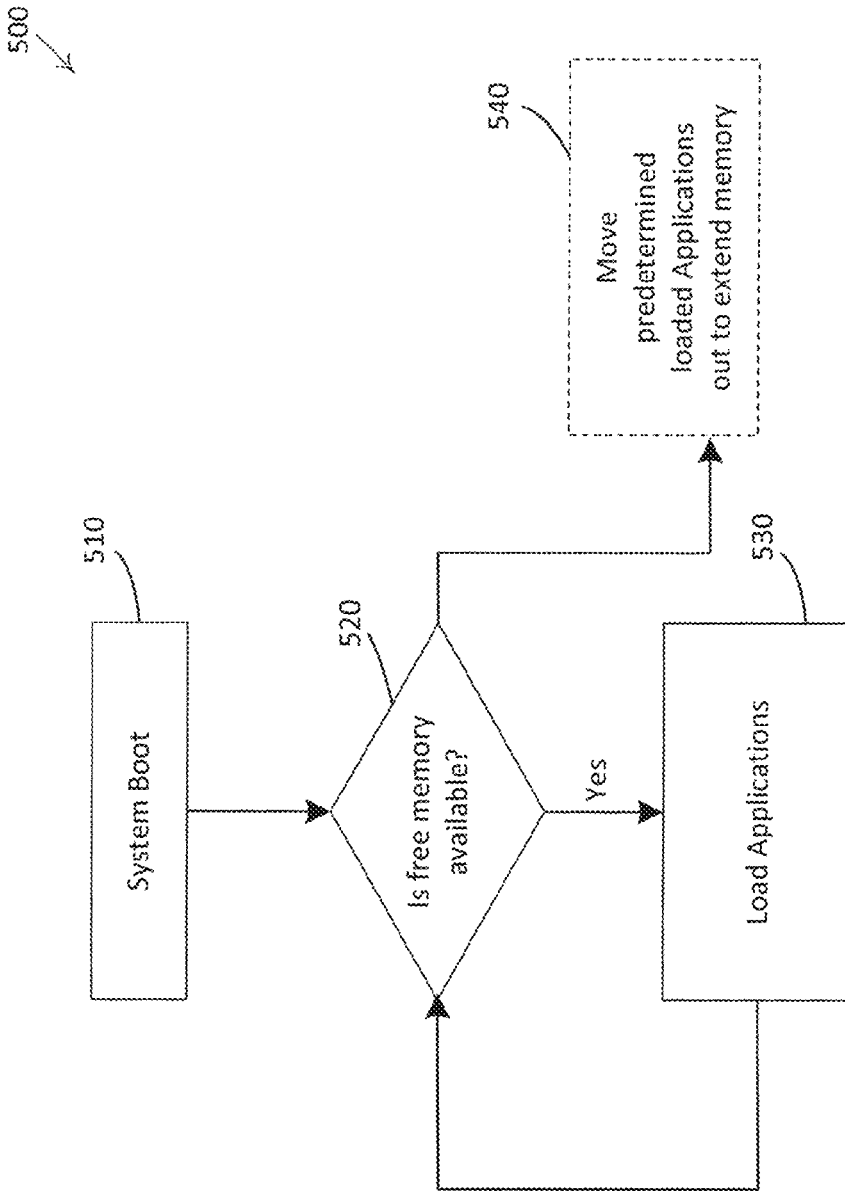 500
510
System Boot
520
Is free memory
available?
Yes
540
Move
predetermined
loaded Applications
out to extend memory
530
Load Applications